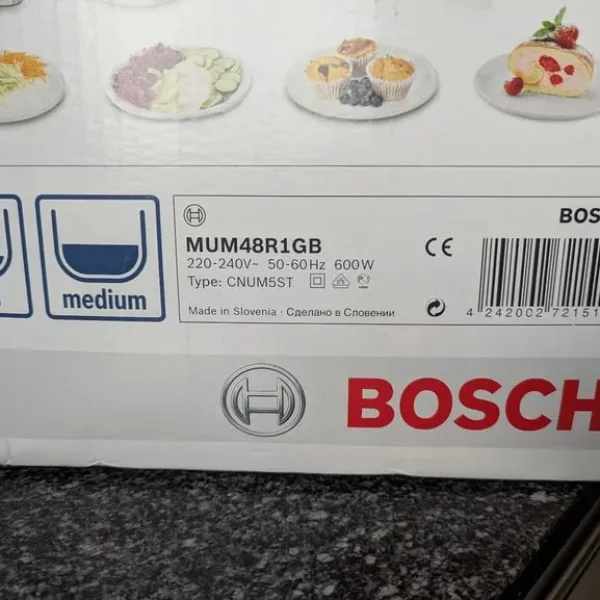 BOS
MUM48R1GB
220-240V~ 50-60Hz 600W
Type: CNUM5ST
Made in Slovenia · Сделано в Словении
CE
4 242002 72151
medium
BOSCH